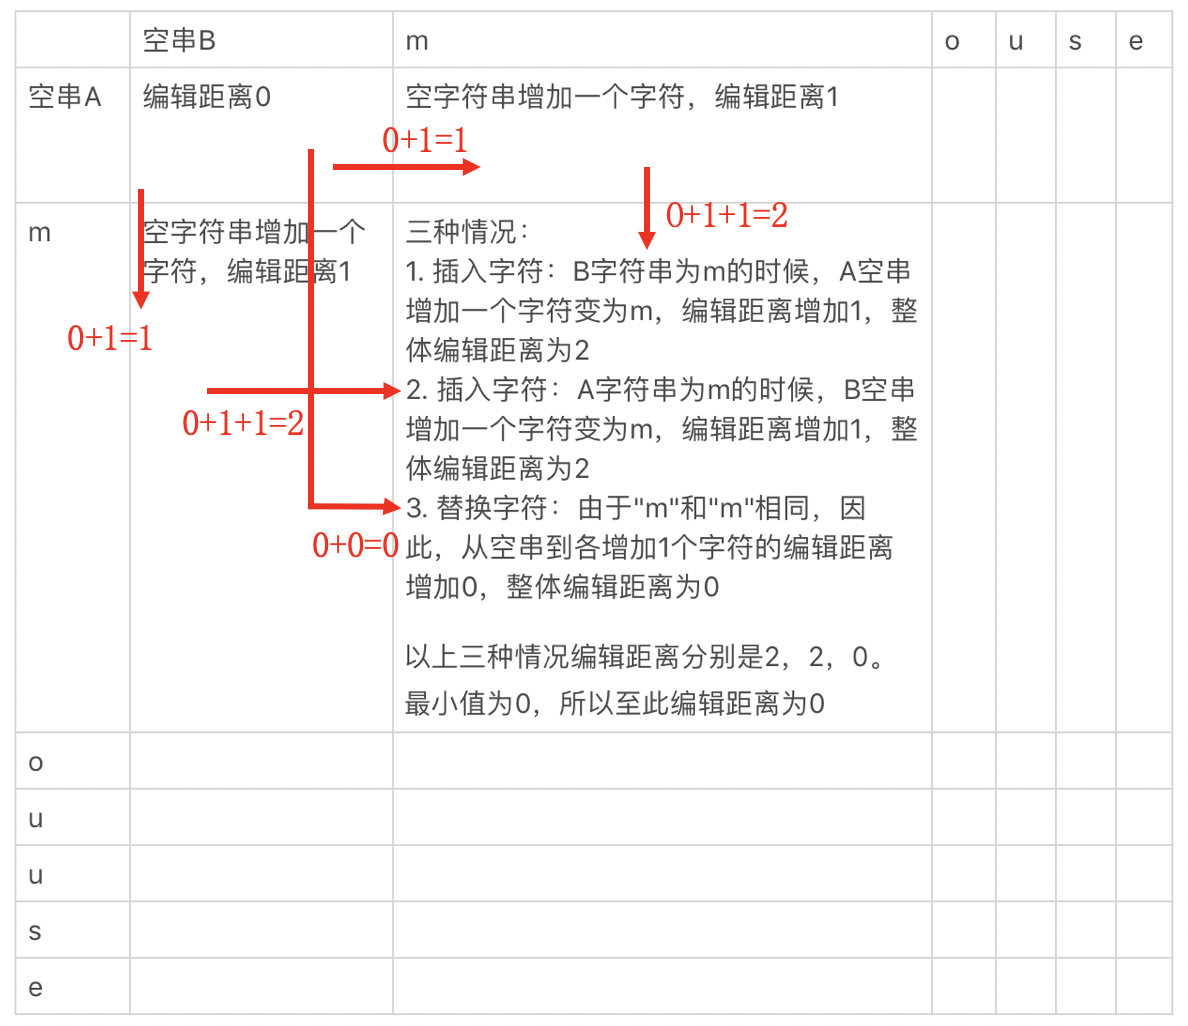 空串B
m
o
u
s
e
空串A
编辑距离0
空字符串增加一个字符，编辑距离1
0+1=1
0+1+1=2
m
空字符串增加一个
字符，编辑距离1
0+1=1
0+1+1=2
0+0=0
三种情况：
1. 插入字符：B字符串为m的时候，A空串
增加一个字符变为m，编辑距离增加1，整
体编辑距离为2
2. 插入字符：A字符串为m的时候，B空串
增加一个字符变为m，编辑距离增加1，整
体编辑距离为2
3. 替换字符：由于"m"和"m"相同，因
此，从空串到各增加1个字符的编辑距离
增加0，整体编辑距离为0
以上三种情况编辑距离分别是2，2，0。
最小值为0，所以至此编辑距离为0
o
u
u
s
e